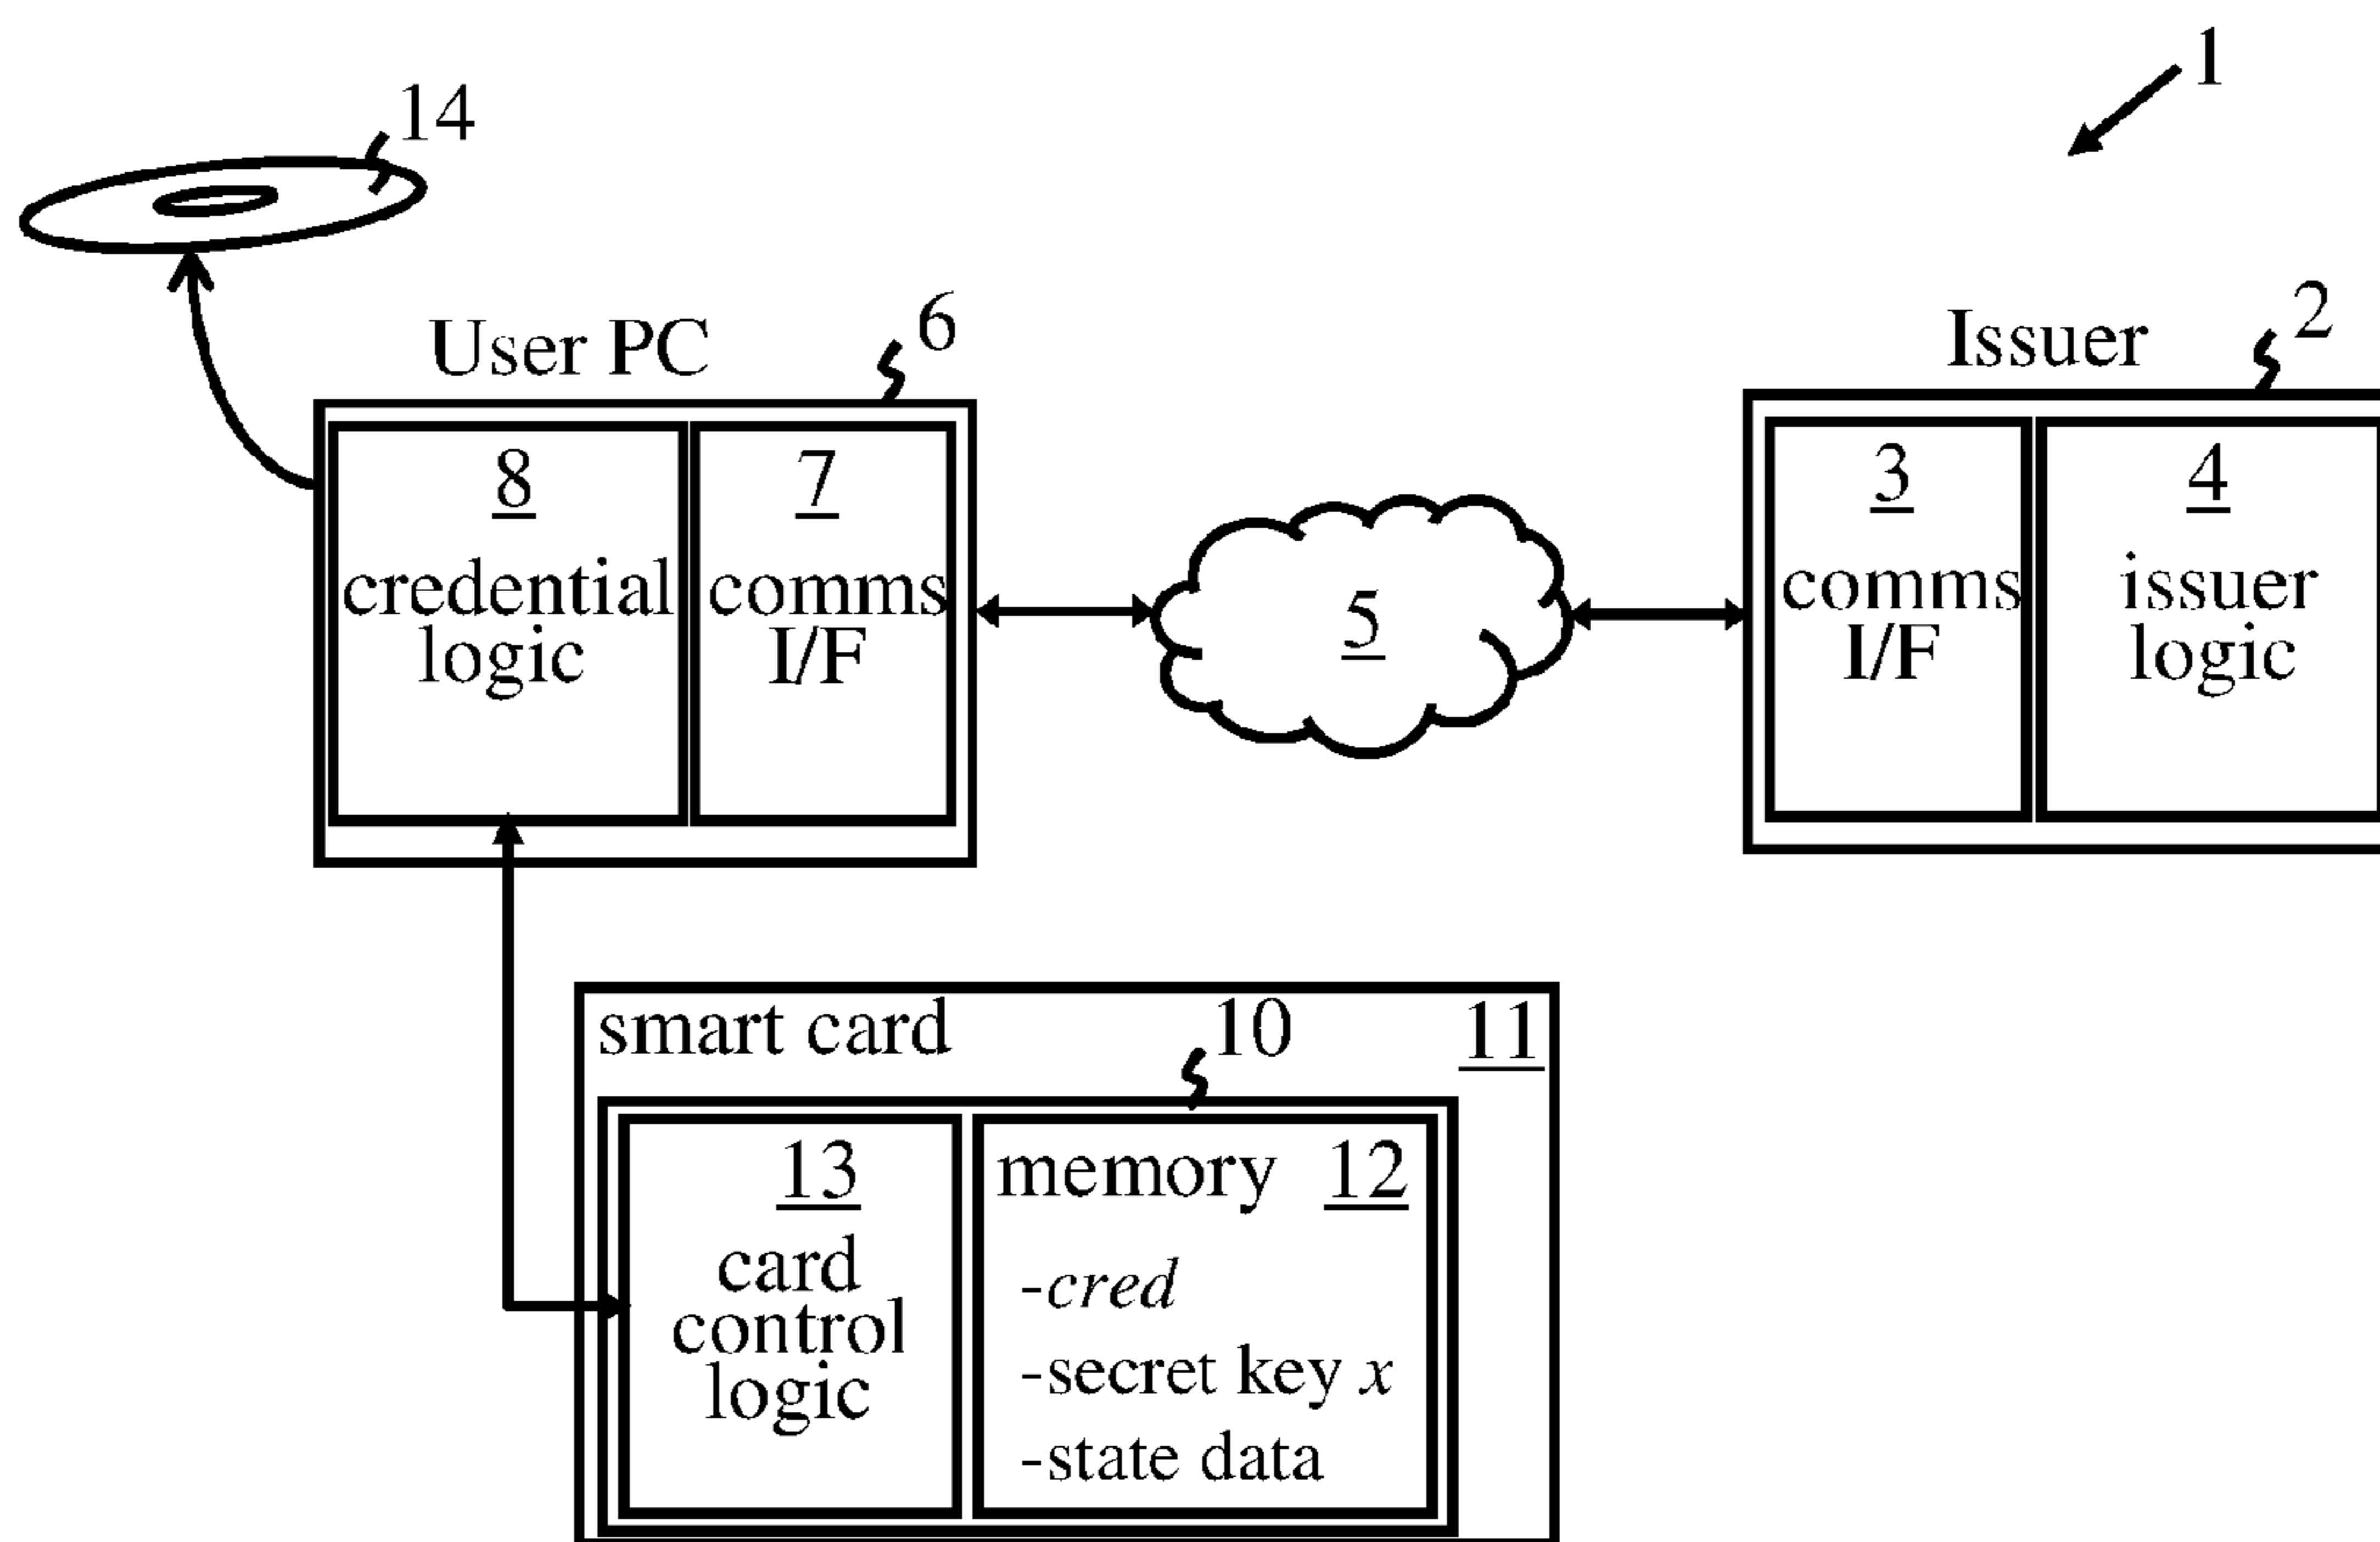 1
14
User PC
6
Issuer
2
8
credential
logic
7
comms
I/F
5
3
comms
I/F
4
issuer
logic
smart card
10
11
13
card
control
logic
memory 12
-cred
-secret key x
-state data